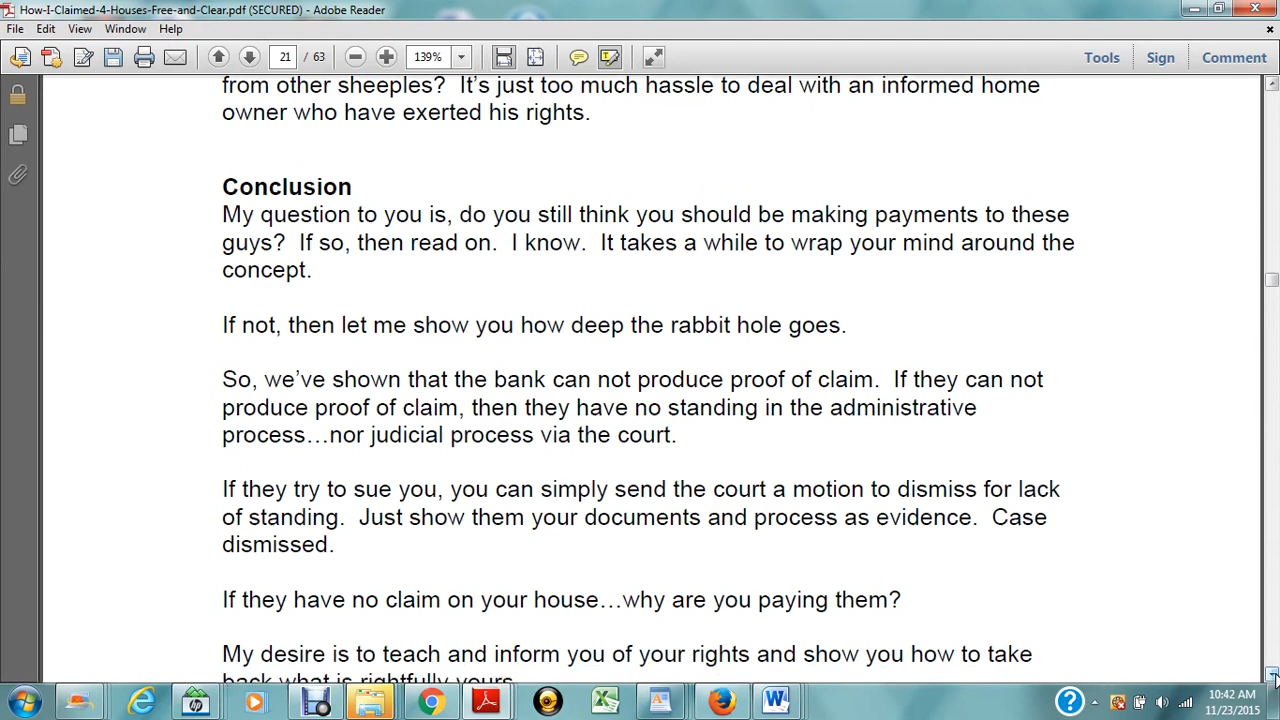 How-I-Claimed-4-Houses-Free-and-Clear.pdf (SECURED) - Adobe Reader
File Edit View Window Help
21 / 63 139% Tools Sign Comment
from other sheeples?  It's just too much hassle to deal with an informed home
owner who have exerted his rights.
Conclusion
My question to you is, do you still think you should be making payments to these
guys?  If so, then read on.  I know.  It takes a while to wrap your mind around the
concept.
If not, then let me show you how deep the rabbit hole goes.
So, we've shown that the bank can not produce proof of claim.  If they can not
produce proof of claim, then they have no standing in the administrative
process…nor judicial process via the court.
If they try to sue you, you can simply send the court a motion to dismiss for lack
of standing.  Just show them your documents and process as evidence.  Case
dismissed.
If they have no claim on your house…why are you paying them?
My desire is to teach and inform you of your rights and show you how to take
back what is rightfully yours.
10:42 AM
11/23/2015